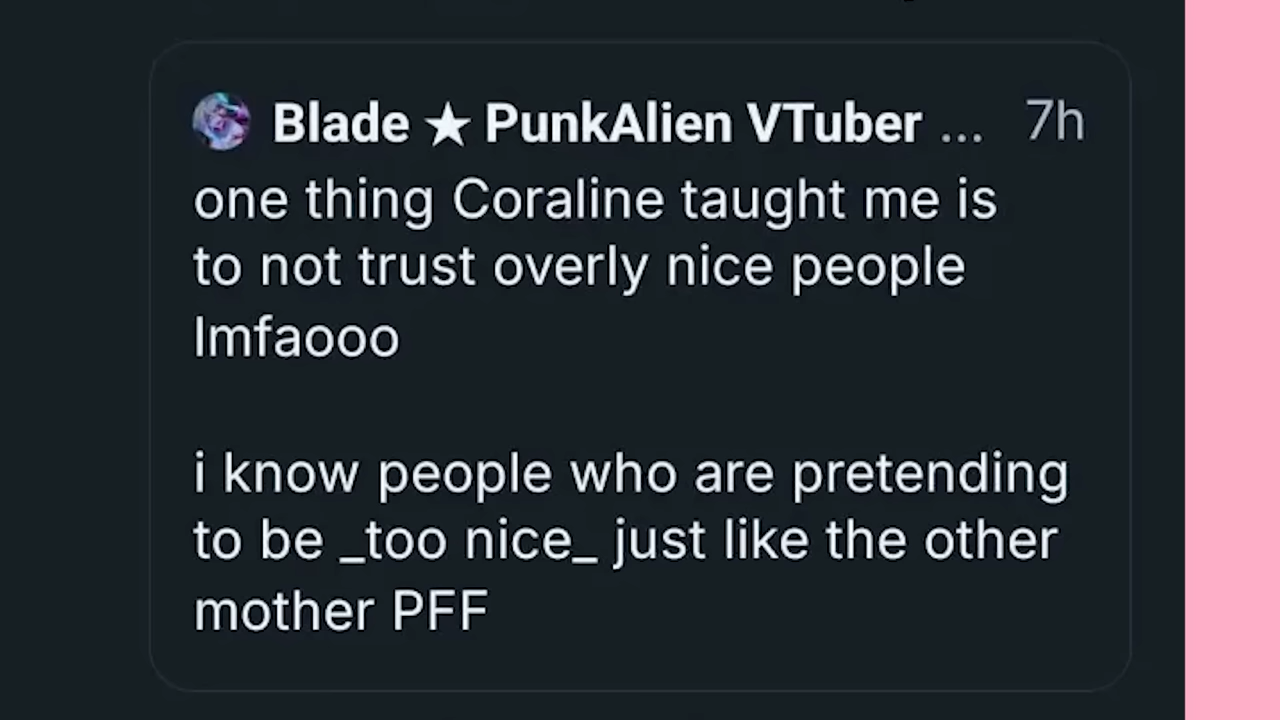 Blade ★ PunkAlien VTuber ... 7h
one thing Coraline taught me is
to not trust overly nice people
lmfaooo
i know people who are pretending
to be _too nice_ just like the other
mother PFF